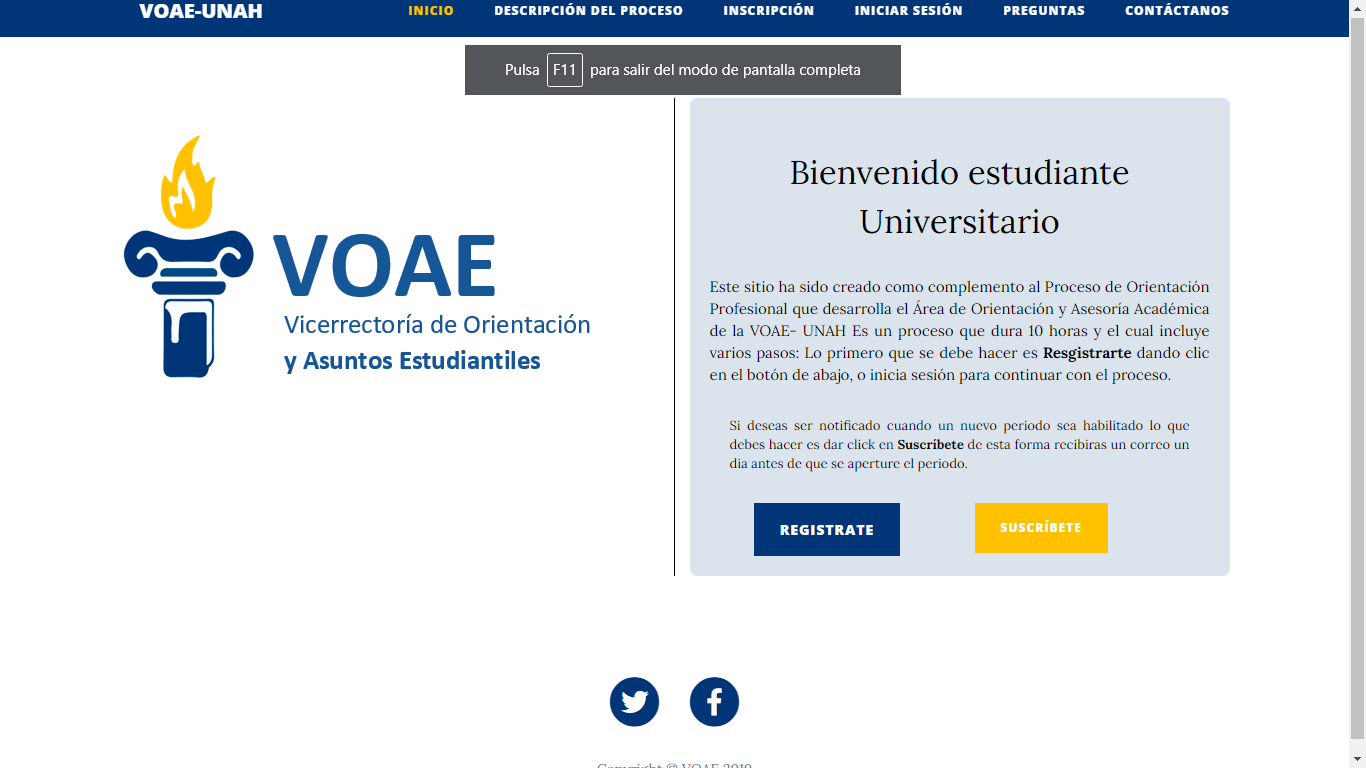 VOAE-UNAH
INICIO DESCRIPCIÓN DEL PROCESO INSCRIPCIÓN INICIAR SESIÓN PREGUNTAS CONTÁCTANOS
Pulsa F11 para salir del modo de pantalla completa
VOAE
Vicerrectoría de Orientación
y Asuntos Estudiantiles
Bienvenido estudiante
Universitario
Este sitio ha sido creado como complemento al Proceso de Orientación
Profesional que desarrolla el Área de Orientación y Asesoría Académica
de la VOAE- UNAH Es un proceso que dura 10 horas y el cual incluye
varios pasos: Lo primero que se debe hacer es Resgistrarte dando clic
en el botón de abajo, o inicia sesión para continuar con el proceso.
Si deseas ser notificado cuando un nuevo periodo sea habilitado lo que
debes hacer es dar click en Suscríbete de esta forma recibiras un correo un
dia antes de que se aperture el periodo.
REGISTRATE
SUSCRÍBETE
Copyright © VOAE 2019